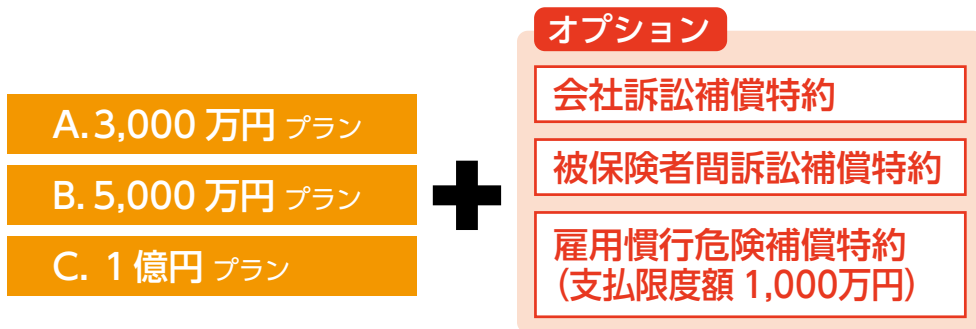 A. 3,000 万円 プラン
B. 5,000 万円 プラン
C. 1 億円 プラン
オプション
会社訴訟補償特約
被保険者間訴訟補償特約
雇用慣行危険補償特約
(支払限度額 1,000万円)